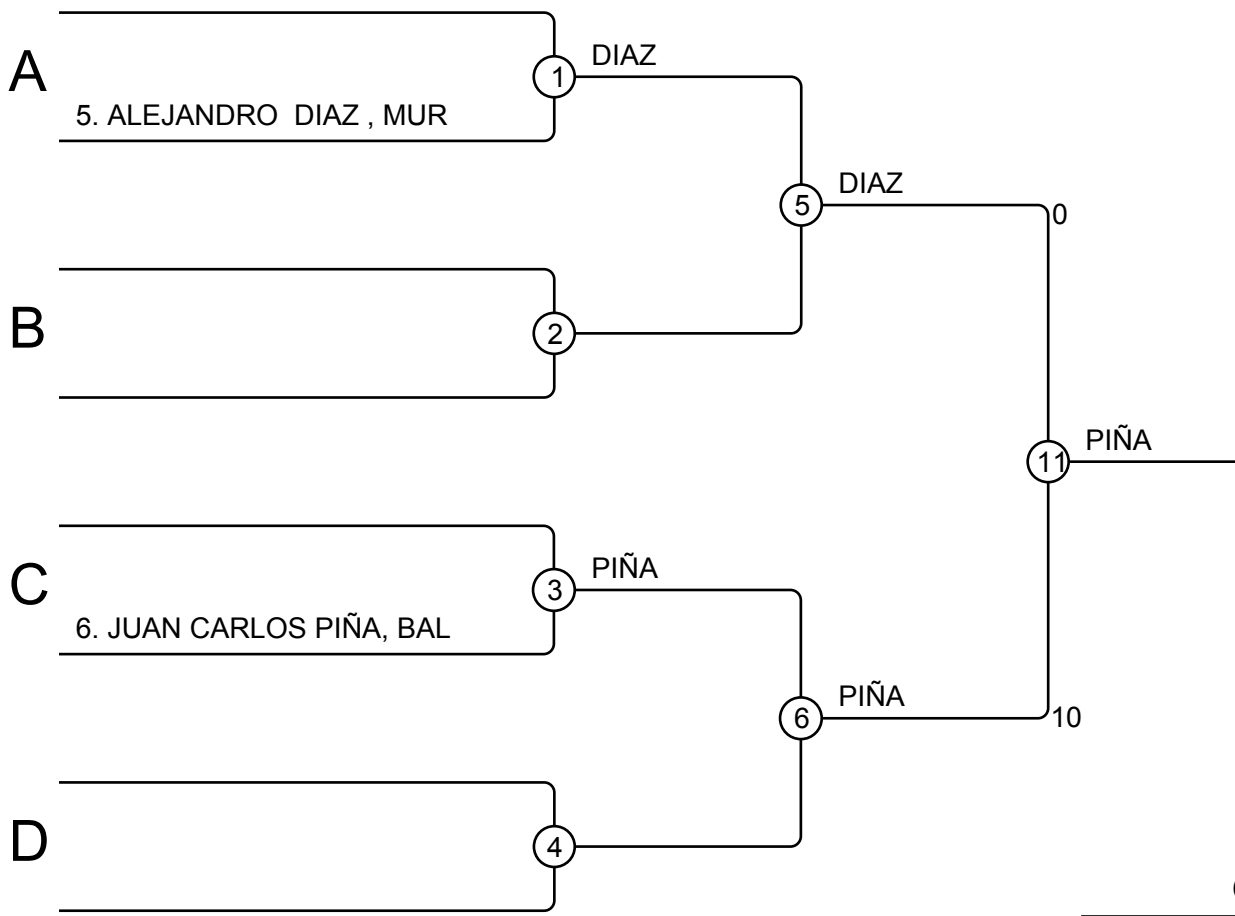 A
1
DIAZ
5. ALEJANDRO  DIAZ , MUR
5
DIAZ
0
B
2
11
PIÑA
C
3
PIÑA
6. JUAN CARLOS PIÑA, BAL
6
PIÑA
10
D
4